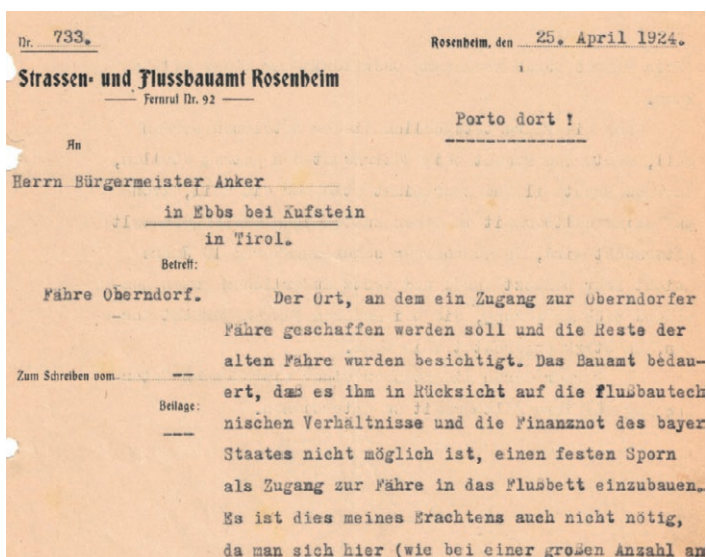 Nr. 733. Rosenheim, den 25. April 1924.
Strassen- und Flussbauamt Rosenheim
Fernruf Nr. 92
Porto dort !
An
Herrn Bürgermeister Anker
in Ebbs bei Kufstein
in Tirol.
Betreff:
Fähre Oberndorf.
Der Ort, an dem ein Zugang zur Oberndorfer
Fähre geschaffen werden soll und die Reste der
alten Fähre wurden besichtigt. Das Bauamt bedau-
Zum Schreiben vom --
ert, daß es ihm in Rücksicht auf die flußbautech
Beilage:
----
nischen Verhältnisse und die Finanznot des bayer
Staates nicht möglich ist, einen festen Sporn
als Zugang zur Fähre in das Flußbett einzubauen.
Es ist dies meines Erachtens auch nicht nötig,
da man sich hier (wie bei einer großen Anzahl an